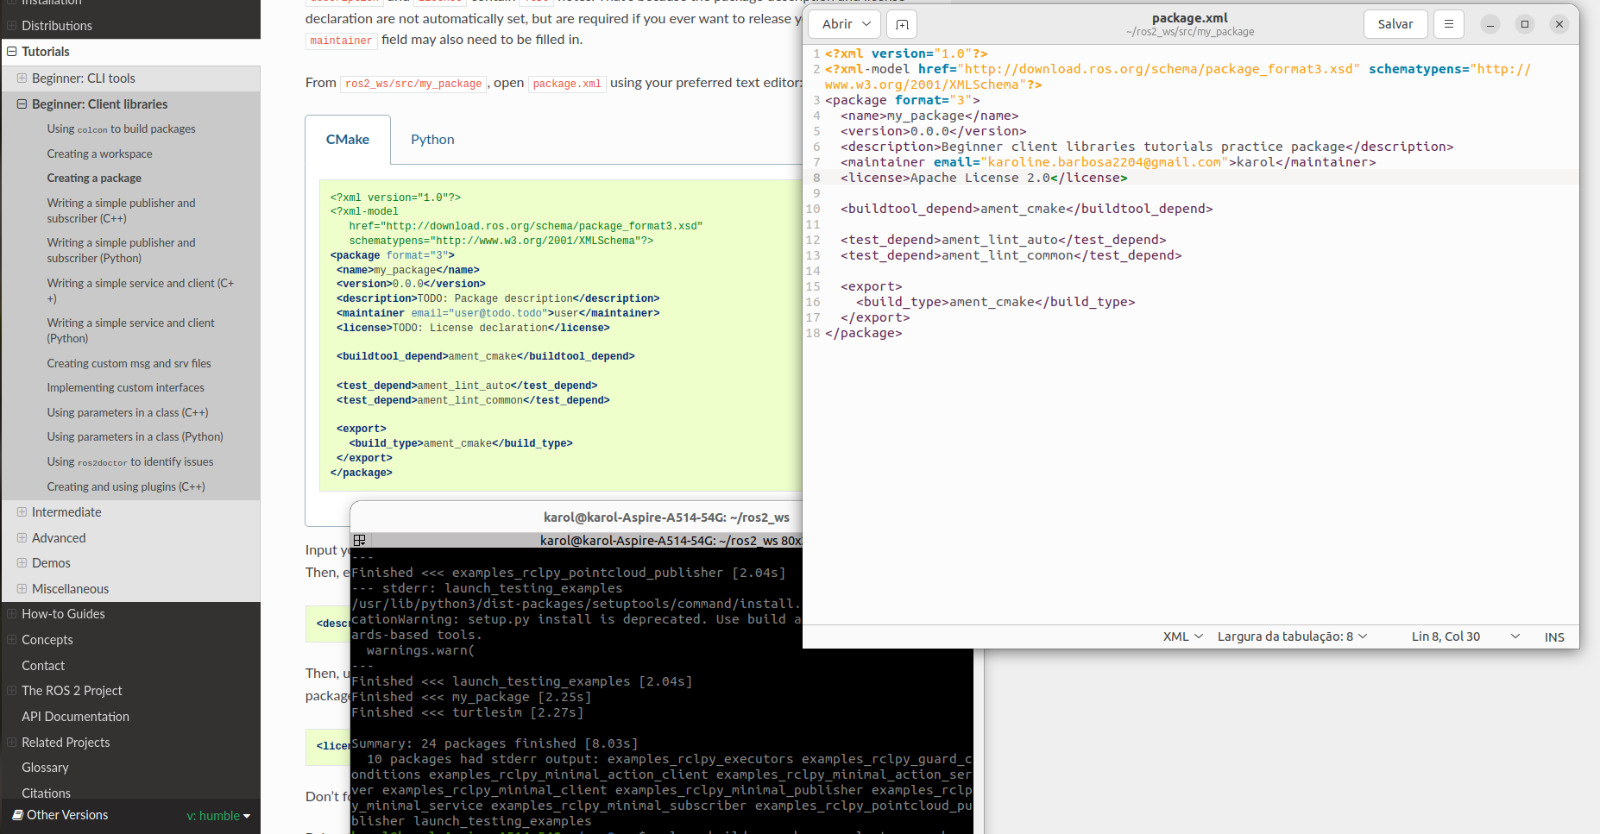 Installation
Distributions
Tutorials
Beginner: CLI tools
Beginner: Client libraries
Using colcon to build packages
Creating a workspace
Creating a package
Writing a simple publisher and
subscriber (C++)
Writing a simple publisher and
subscriber (Python)
Writing a simple service and client (C+
+)
Writing a simple service and client
(Python)
Creating custom msg and srv files
Implementing custom interfaces
Using parameters in a class (C++)
Using parameters in a class (Python)
Using ros2doctor to identify issues
Creating and using plugins (C++)
Intermediate
Advanced
Demos
Miscellaneous
How-to Guides
Concepts
Contact
The ROS 2 Project
API Documentation
Related Projects
Glossary
Citations
Other Versions v: humble
declaration are not automatically set, but are required if you ever want to release
maintainer field may also need to be filled in.
From ros2_ws/src/my_package, open package.xml using your preferred text editor:
CMake Python
<?xml version="1.0"?>
<?xml-model
href="http://download.ros.org/schema/package_format3.xsd"
schematypens="http://www.w3.org/2001/XMLSchema"?>
<package format="3">
<name>my_package</name>
<version>0.0.0</version>
<description>TODO: Package description</description>
<maintainer email="user@todo.todo">user</maintainer>
<license>TODO: License declaration</license>
<buildtool_depend>ament_cmake</buildtool_depend>
<test_depend>ament_lint_auto</test_depend>
<test_depend>ament_lint_common</test_depend>
<export>
<build_type>ament_cmake</build_type>
</export>
</package>
Input
Then,
<desc
Then,
packag
<licen
Don't
karol@karol-Aspire-A514-54G: ~/ros2_ws
karol@karol-Aspire-A514-54G: ~/ros2_ws 80x
---
Finished <<< examples_rclpy_pointcloud_publisher [2.04s]
--- stderr: launch_testing_examples
/usr/lib/python3/dist-packages/setuptools/command/install.
cationWarning: setup.py install is deprecated. Use build a
ards-based tools.
warnings.warn(
---
Finished <<< launch_testing_examples [2.04s]
Finished <<< my_package [2.25s]
Finished <<< turtlesim [2.27s]
Summary: 24 packages finished [8.03s]
10 packages had stderr output: examples_rclpy_executors examples_rclpy_guard_c
onditions examples_rclpy_minimal_action_client examples_rclpy_minimal_action_ser
ver examples_rclpy_minimal_client examples_rclpy_minimal_publisher examples_rclp
y_minimal_service examples_rclpy_minimal_subscriber examples_rclpy_pointcloud_pu
blisher launch_testing_examples
Abrir package.xml Salvar
~/ros2_ws/src/my_package
1 <?xml version="1.0"?>
2 <?xml-model href="http://download.ros.org/schema/package_format3.xsd" schematypens="http://
www.w3.org/2001/XMLSchema"?>
3 <package format="3">
4 <name>my_package</name>
5 <version>0.0.0</version>
6 <description>Beginner client libraries tutorials practice package</description>
7 <maintainer email="karoline.barbosa2204@gmail.com">karol</maintainer>
8 <license>Apache License 2.0</license>
9
10 <buildtool_depend>ament_cmake</buildtool_depend>
11
12 <test_depend>ament_lint_auto</test_depend>
13 <test_depend>ament_lint_common</test_depend>
14
15 <export>
16 <build_type>ament_cmake</build_type>
17 </export>
18 </package>
XML Largura da tabulação: 8 Lin 8, Col 30 INS